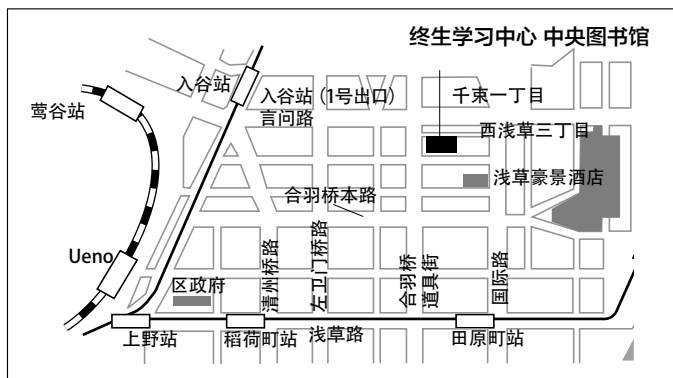 终生学习中心 中央图书馆
入谷站
入谷站（1号出口）
言问路
千束一丁目
莺谷站
西浅草三丁目
浅草豪景酒店
合羽桥本路
Ueno
清州桥路
左卫门桥路
合羽桥
道具街
国际路
区政府
上野站
稻荷町站
浅草路
田原町站